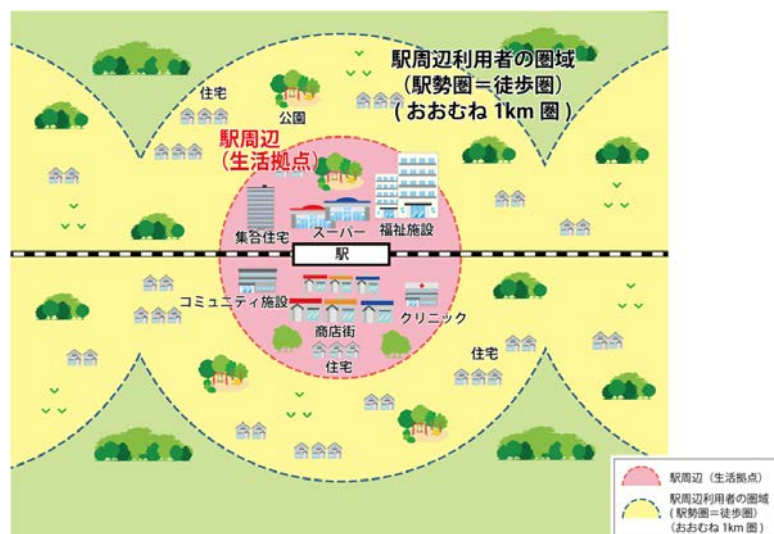 駅周辺利用者の圏域
（駅勢圏＝徒歩圏）
( おおむね 1km 圏 )
住宅
公園
駅周辺
（生活拠点）
集合住宅
スーパー
福祉施設
駅
コミュニティ施設
商店街
クリニック
住宅
住宅
駅周辺（生活拠点）
駅周辺利用者の圏域
( 駅勢圏＝徒歩圏)
(おおむね 1km 圏 )